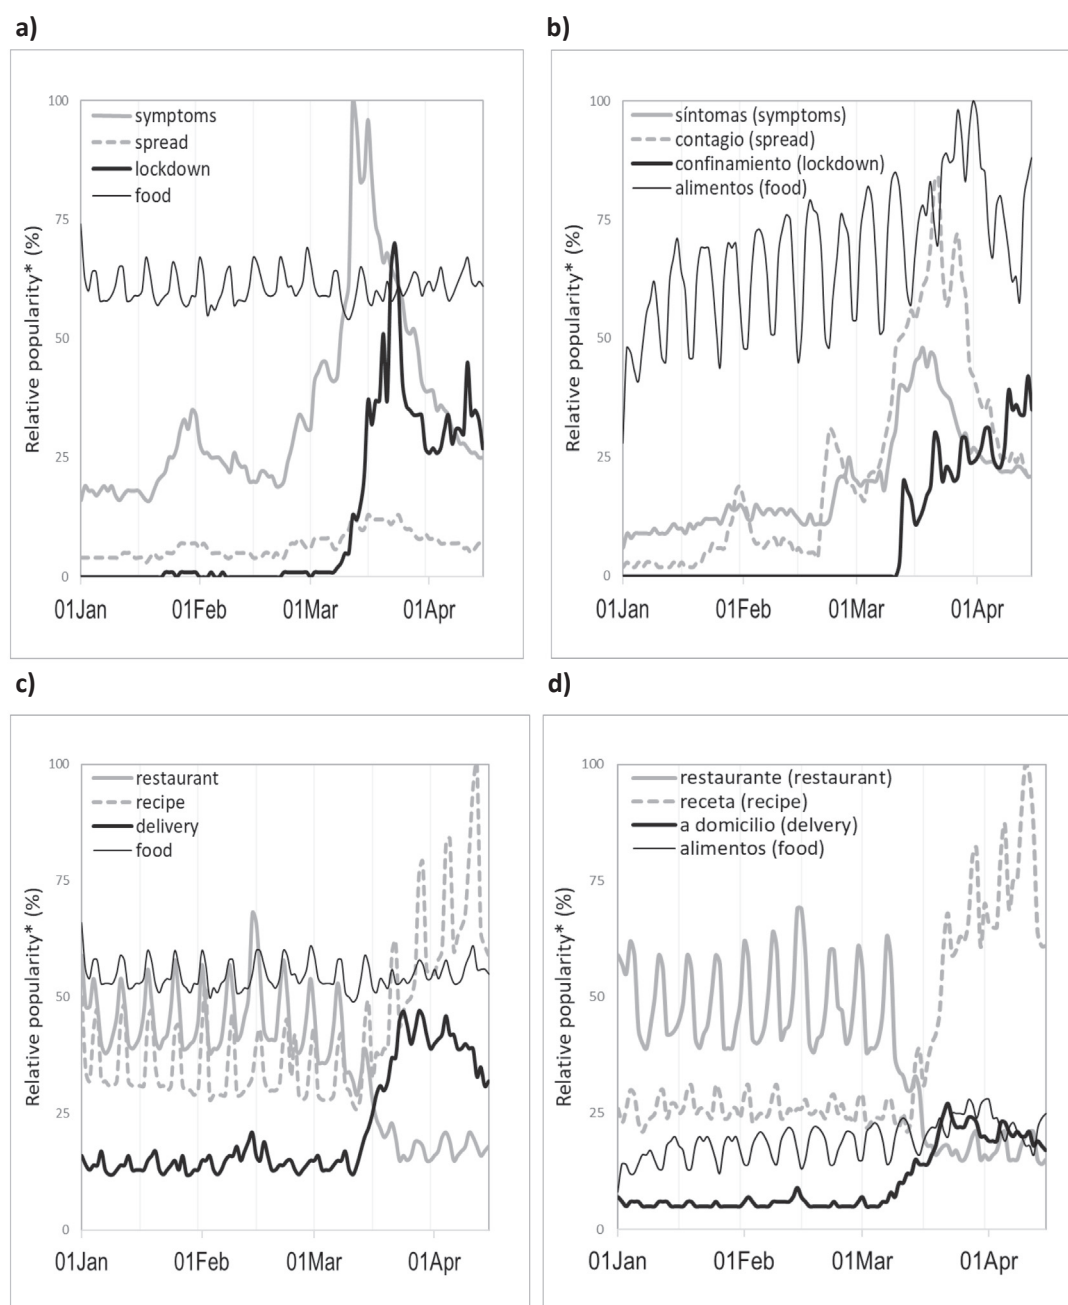 a)
Relative popularity* (%)
100
75
50
25
0
symptoms
spread
lockdown
food
01Jan 01Feb 01Mar 01Apr
b)
Relative popularity* (%)
100
75
50
25
0
síntomas (symptoms)
contagio (spread)
confinamiento (lockdown)
alimentos (food)
01Jan 01Feb 01Mar 01Apr
c)
Relative popularity* (%)
100
75
50
25
0
restaurant
recipe
delivery
food
01Jan 01Feb 01Mar 01Apr
d)
Relative popularity* (%)
100
75
50
25
0
restaurante (restaurant)
receta (recipe)
a domicilio (delvery)
alimentos (food)
01Jan 01Feb 01Mar 01Apr